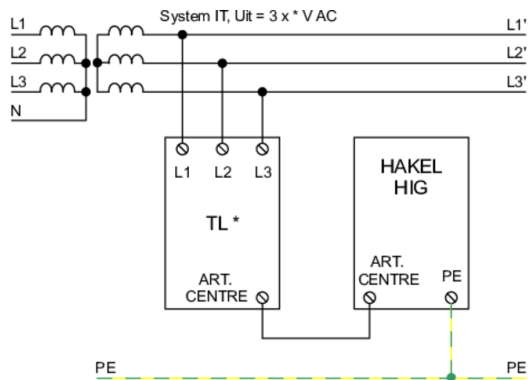 System IT, Uit = 3 x * V AC
L1
L1'
L2
L2'
L3
L3'
N
L1 L2 L3
HAKEL
HIG
TL *
ART.
CENTRE
ART.
CENTRE
PE
PE
PE